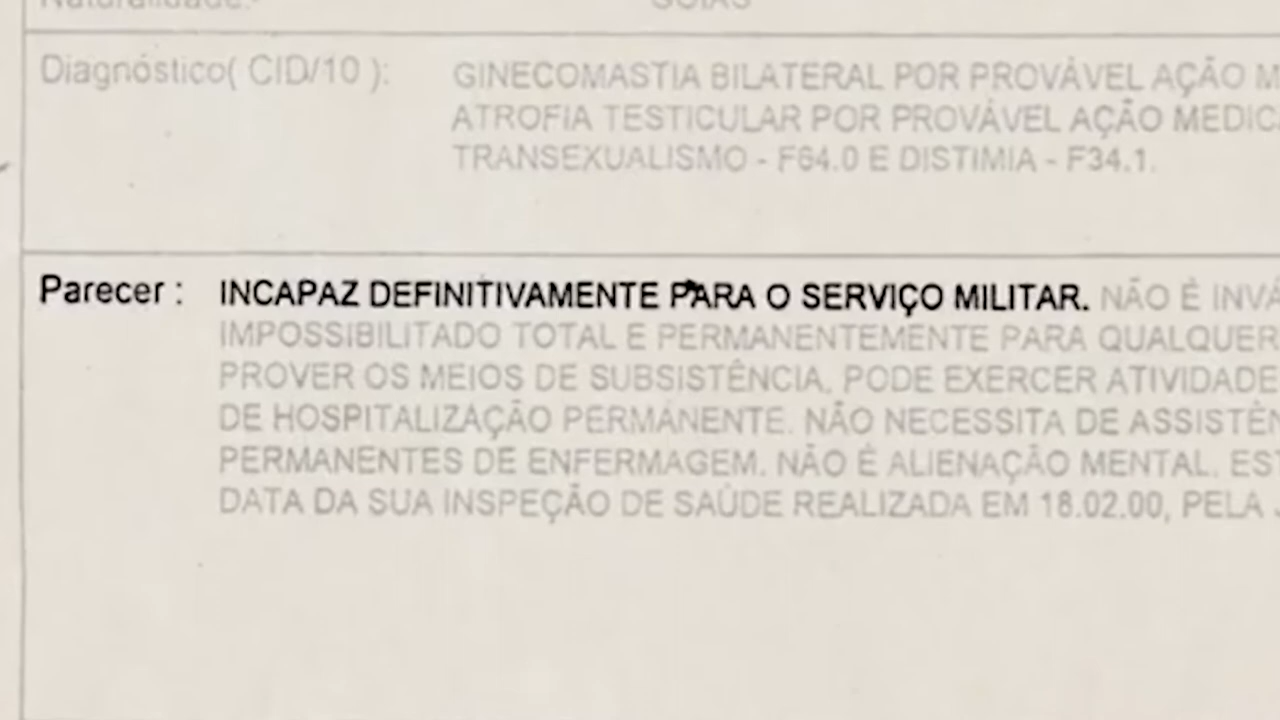 Naturalidade: GOIÁS
Diagnóstico( CID/10 ): GINECOMASTIA BILATERAL POR PROVÁVEL AÇÃO
ATROFIA TESTICULAR POR PROVÁVEL AÇÃO
TRANSEXUALISMO - F64.0 E DISTIMIA - F34.1.
Parecer : INCAPAZ DEFINITIVAMENTE PARA O SERVIÇO MILITAR. NÃO É
IMPOSSIBILITADO TOTAL E PERMANENTEMENTE PARA QUALQUER
PROVER OS MEIOS DE SUBSISTÊNCIA, PODE EXERCER ATIVIDADE
DE HOSPITALIZAÇÃO PERMANENTE. NÃO NECESSITA DE
PERMANENTES DE ENFERMAGEM. NÃO É ALIENAÇÃO MENTAL.
DATA DA SUA INSPEÇÃO DE SAÚDE REALIZADA EM 18.02.00, PELA